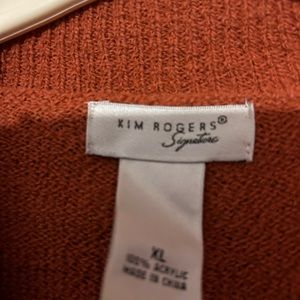 KIM ROGERS®
Signature
XL
100% ACRYLIC
MADE IN CHINA